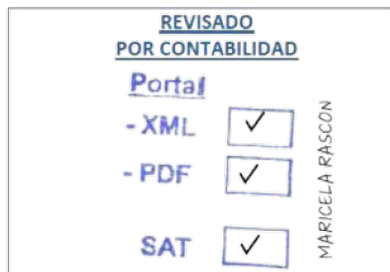 REVISADO
POR CONTABILIDAD
Portal
- XML ✓
- PDF ✓
SAT ✓
MARICELA RASCON